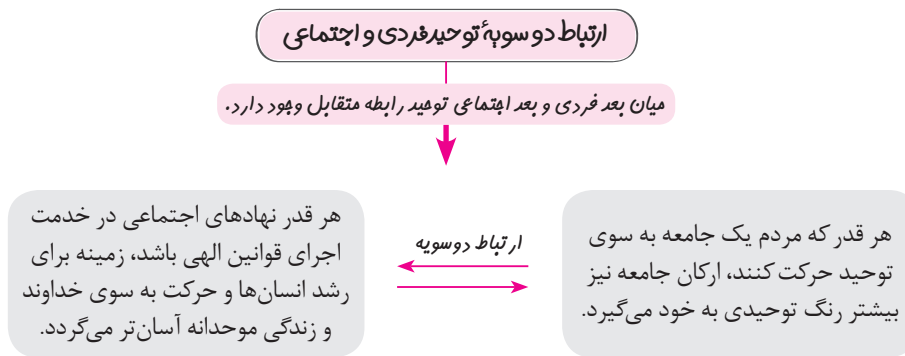 ارتباط دو سویهٔ توحید فردی و اجتماعی
میان بعد فردی و بعد اجتماعی توحید رابطه متقابل وجود دارد.
هر قدر که مردم یک جامعه به سوی
توحید حرکت کنند، ارکان جامعه نیز
بیشتر رنگ توحیدی به خود می‌گیرد.
ارتباط دوسویه
هر قدر نهادهای اجتماعی در خدمت
اجرای قوانین الهی باشد، زمینه برای
رشد انسان‌ها و حرکت به سوی خداوند
و زندگی موحدانه آسان‌تر می‌گردد.